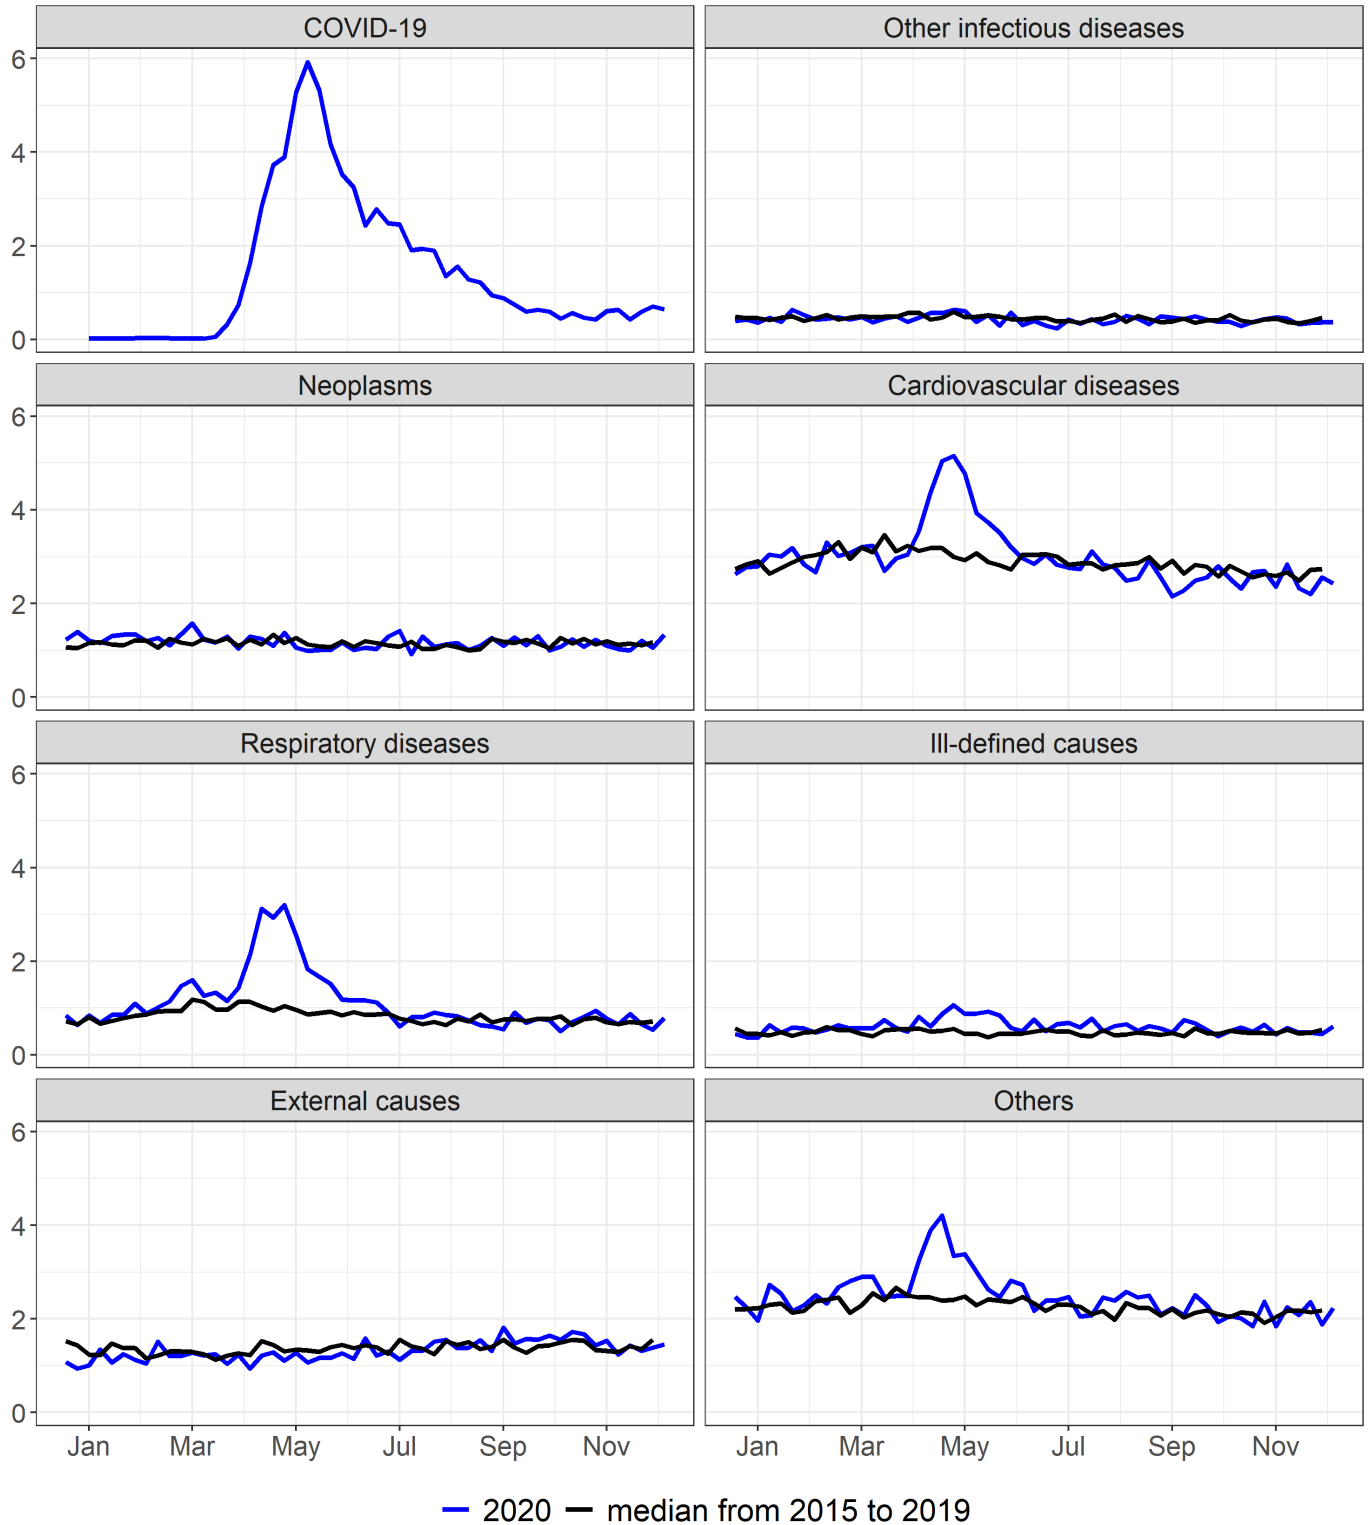 COVID-19 Other infectious diseases
6
4
2
0
Neoplasms Cardiovascular diseases
6
4
2
0
Respiratory diseases Ill-defined causes
6
4
2
0
External causes Others
6
4
2
0
Jan Mar May Jul Sep Nov Jan Mar May Jul Sep Nov
2020 median from 2015 to 2019